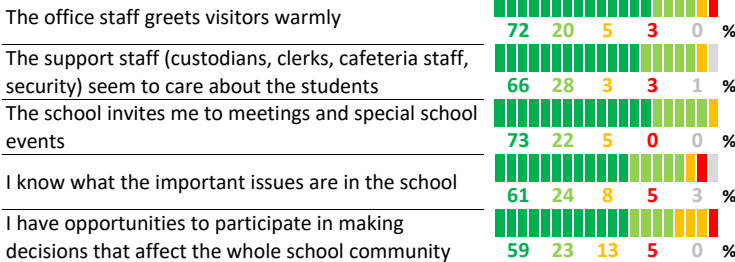 The office staff greets visitors warmly
72 20 5 3 0 %
The support staff (custodians, clerks, cafeteria staff,
security) seem to care about the students
66 28 3 3 1 %
The school invites me to meetings and special school
events
73 22 5 0 0 %
I know what the important issues are in the school
61 24 8 5 3 %
I have opportunities to participate in making
decisions that affect the whole school community
59 23 13 5 0 %